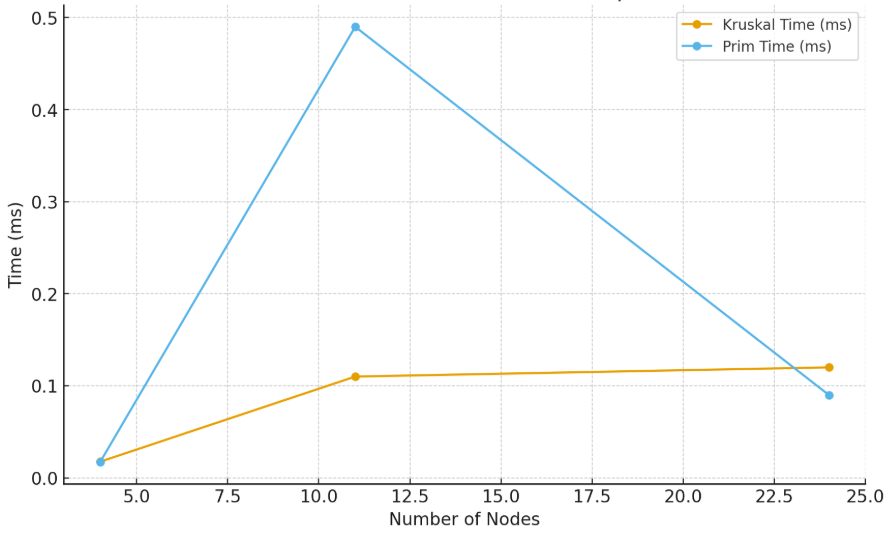 Kruskal Time (ms)
Prim Time (ms)
0.5
0.4
0.3
0.2
0.1
0.0
Time (ms)
5.0 7.5 10.0 12.5 15.0 17.5 20.0 22.5 25.0
Number of Nodes